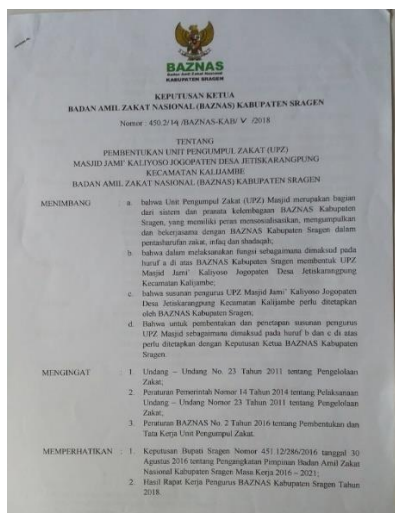 BAZNAS
Badan Amil Zakat Nasional
KABUPATEN SRAGEN
KEPUTUSAN KETUA
BADAN AMIL ZAKAT NASIONAL (BAZNAS) KABUPATEN SRAGEN
Nomor : 450.2/14 /BAZNAS-KAB/ V /2018
TENTANG
PEMBENTUKAN UNIT PENGUMPUL ZAKAT (UPZ)
MASJID JAMI' KALIYOSO JOGOPATEN DESA JETISKARANGPUNG
KECAMATAN KALIJAMBE
BADAN AMIL ZAKAT NASIONAL (BAZNAS) KABUPATEN SRAGEN
MENIMBANG : a. bahwa Unit Pengumpul Zakat (UPZ) Masjid merupakan bagian
dari sistem dan pranata kelembagaan BAZNAS Kabupaten
Sragen, yang memiliki peran mensosialisasikan, mengumpulkan
dan bekerjasama dengan BAZNAS Kabupaten Sragen dalam
pentasharufan zakat, infaq dan shadaqah;
b. bahwa dalam melaksanakan fungsi sebagaimana dimaksud pada
huruf a di atas BAZNAS Kabupaten Sragen membentuk UPZ
Masjid Jami' Kaliyoso Jogopaten Desa Jetiskarangpung
Kecamatan Kalijambe;
c. bahwa susunan pengurus UPZ Masjid Jami' Kaliyoso Jogopaten
Desa Jetiskarangpung Kecamatan Kalijambe perlu ditetapkan
oleh BAZNAS Kabupaten Sragen;
d. Bahwa untuk pembentukan dan penetapan susunan pengurus
UPZ Masjid sebagaimana dimaksud pada huruf b dan c di atas
perlu ditetapkan dengan Keputusan Ketua BAZNAS Kabupaten
Sragen.
MENGINGAT : 1. Undang – Undang No. 23 Tahun 2011 tentang Pengelolaan
Zakat;
2. Peraturan Pemerintah Nomor 14 Tahun 2014 tentang Pelaksanaan
Undang – Undang Nomor 23 Tahun 2011 tentang Pengelolaan
Zakat;
3. Peraturan BAZNAS No. 2 Tahun 2016 tentang Pembentukan dan
Tata Kerja Unit Pengumpul Zakat.
MEMPERHATIKAN : 1. Keputusan Bupati Sragen Nomor 451.12/286/2016 tanggal 30
Agustus 2016 tentang Pengangkatan Pimpinan Badan Amil Zakat
Nasional Kabupaten Sragen Masa Kerja 2016 – 2021;
2. Hasil Rapat Kerja Pengurus BAZNAS Kabupaten Sragen Tahun
2018.